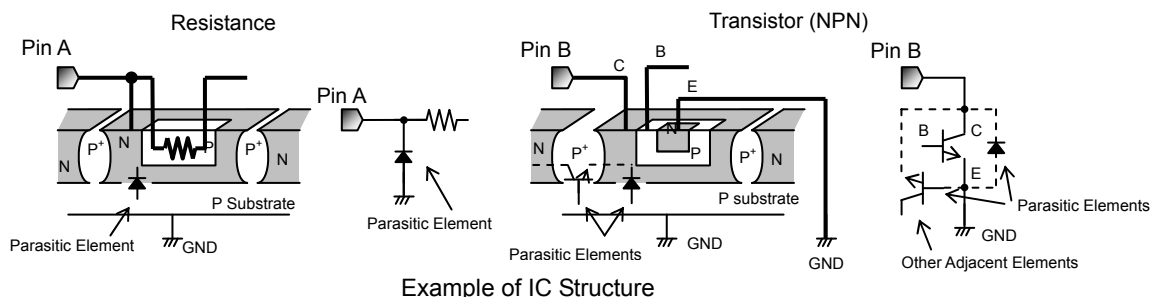 Resistance
Transistor (NPN)
Pin A
Pin A
Pin B
C
B
E
Pin B
B
C
E
N
P+
N
P
P+
N
N
P+
N
N
P
P+
N
P Substrate
P substrate
Parasitic Element
GND
Parasitic Element
Parasitic Elements
GND
GND
Parasitic Elements
GND
Other Adjacent Elements
Example of IC Structure